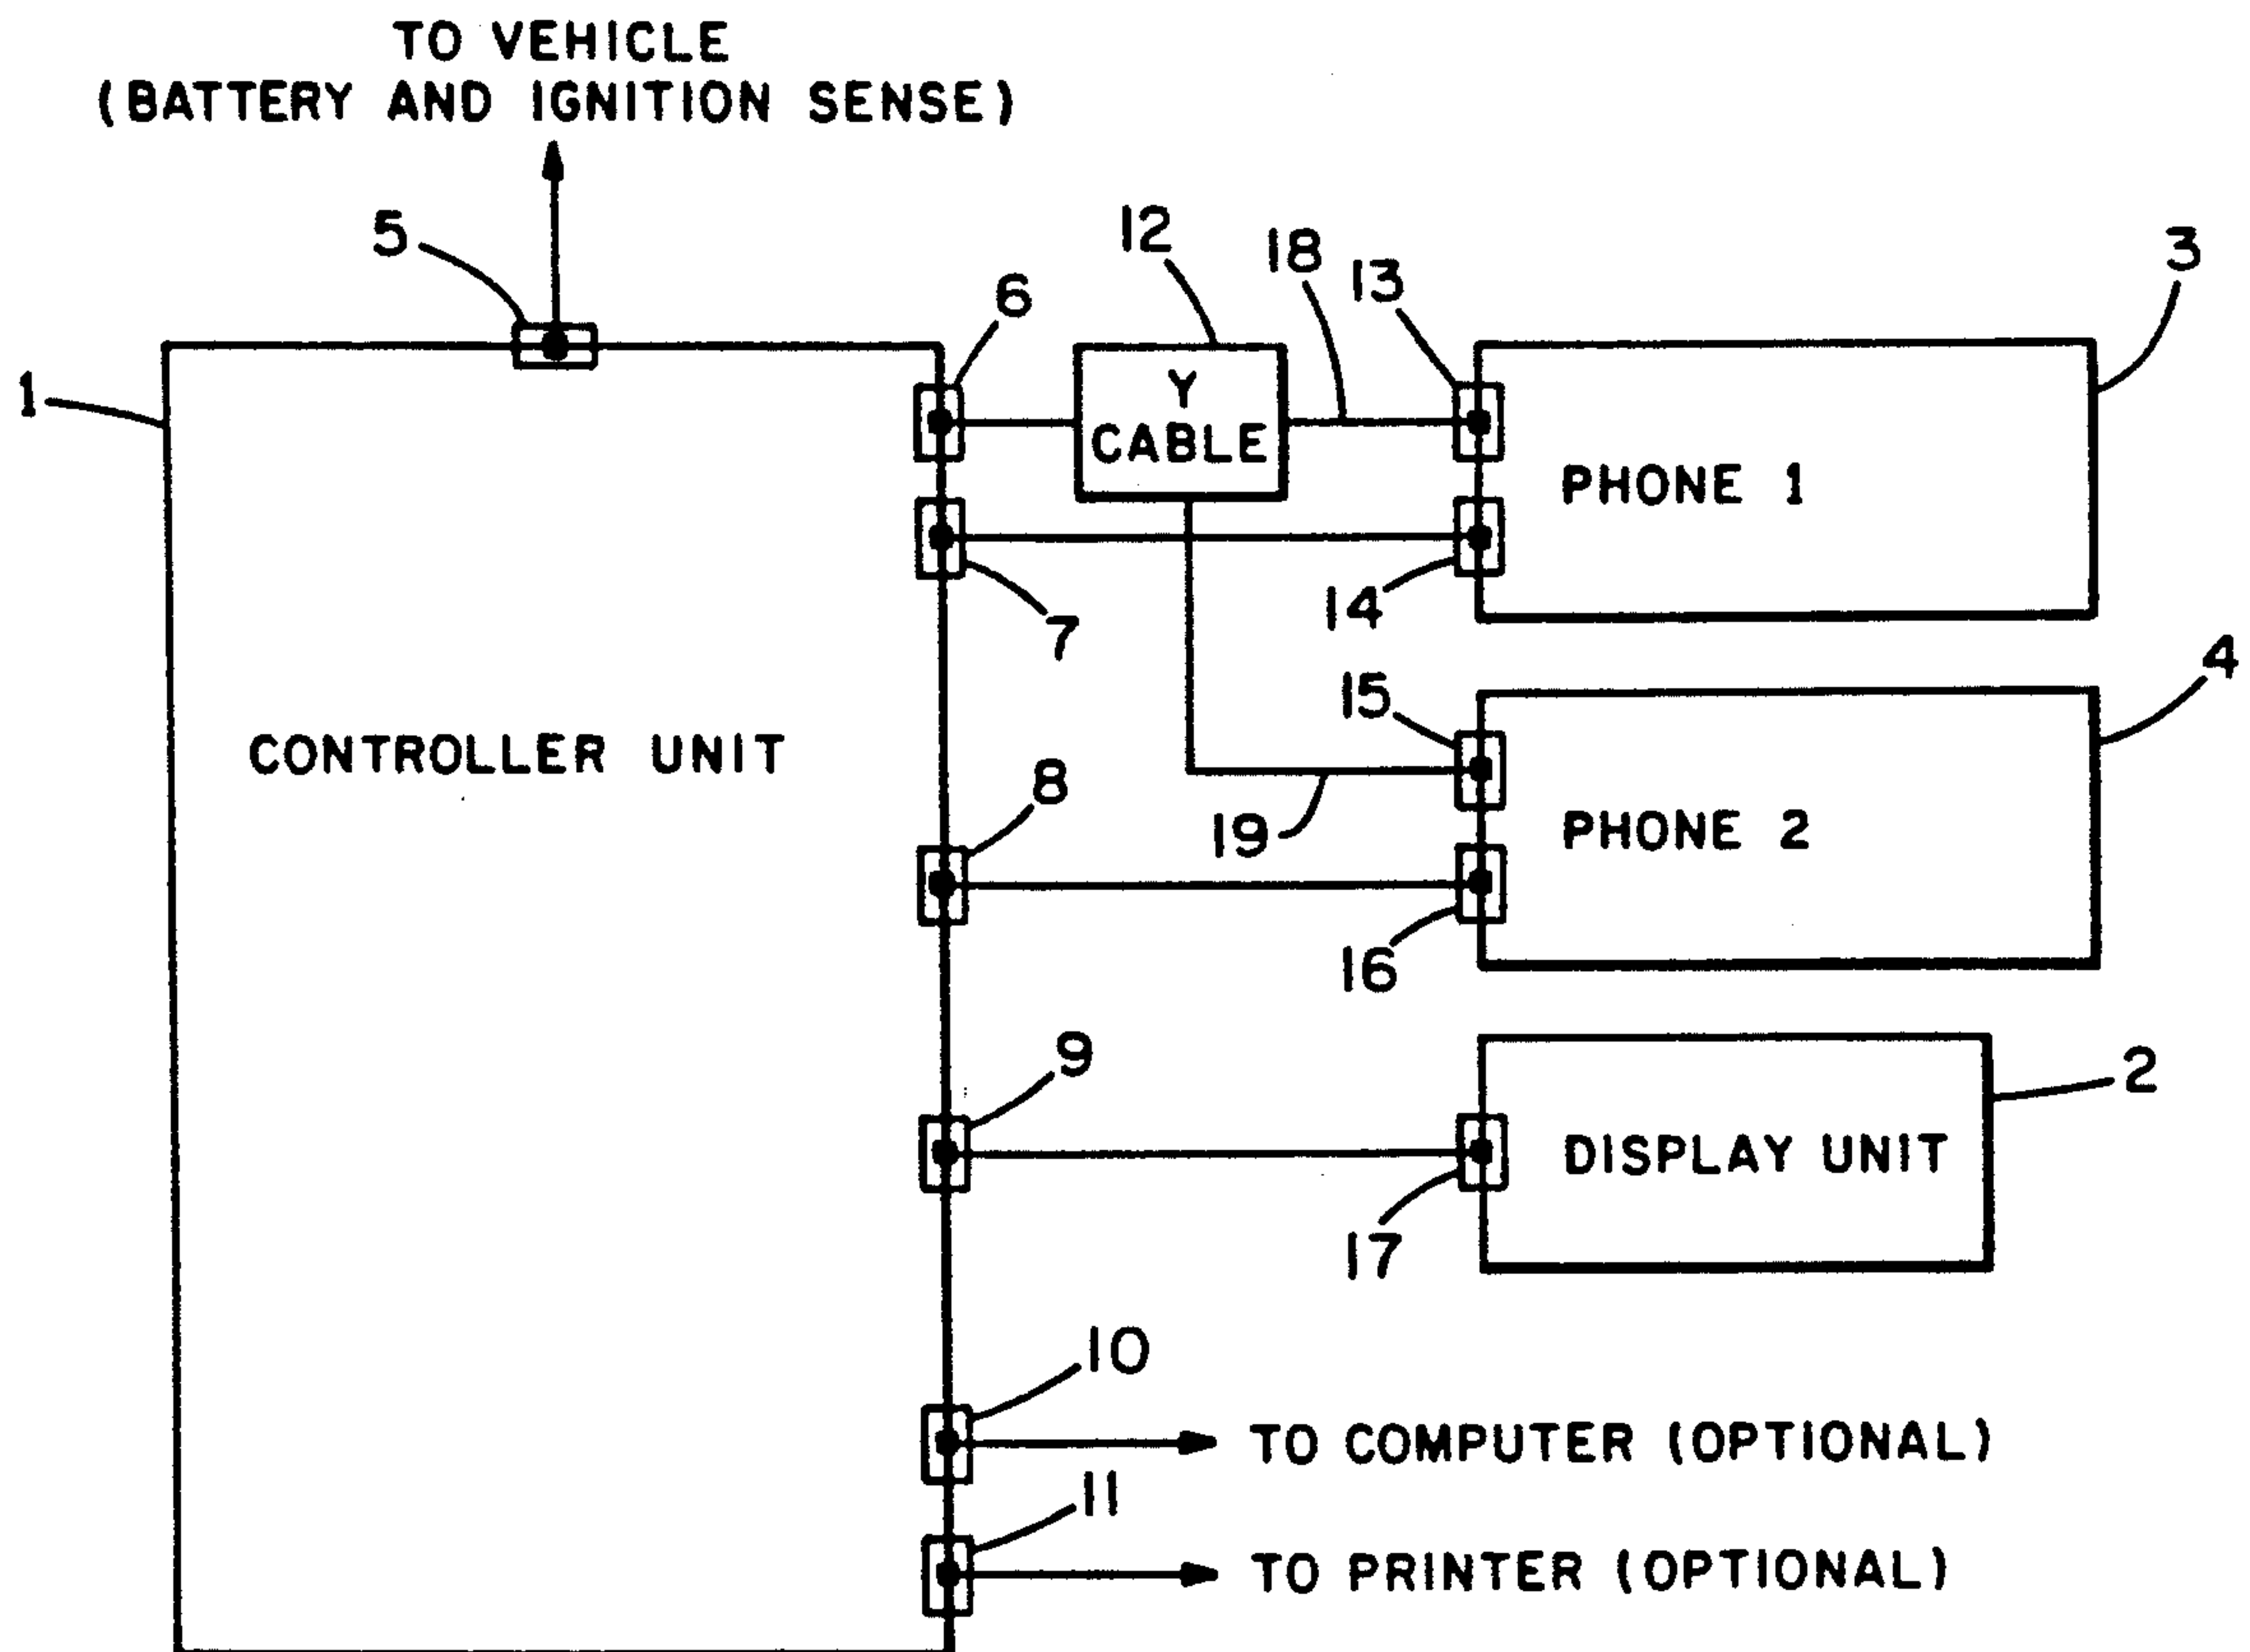 TO VEHICLE
(BATTERY AND IGNITION SENSE)
5
12
18
13
3
6
1
Y
CABLE
PHONE 1
14
7
4
15
CONTROLLER UNIT
8
19
PHONE 2
16
9
2
DISPLAY UNIT
17
10
TO COMPUTER (OPTIONAL)
11
TO PRINTER (OPTIONAL)